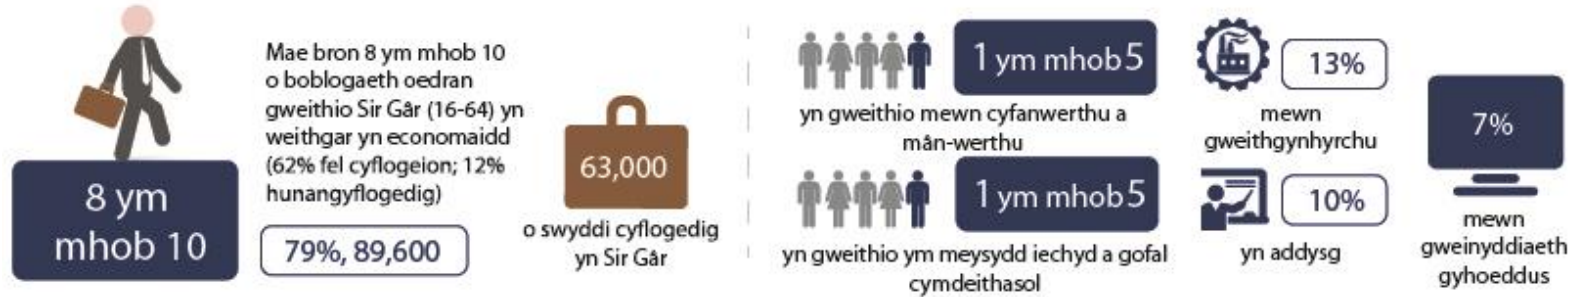 8 ym
mhob 10
Mae bron 8 ym mhob 10
o boblogaeth oedran
gweithio Sir Gâr (16-64) yn
weithgar yn economaidd
(62% fel cyflogeion; 12%
hunangyflogedig)
79%, 89,600
63,000
o swyddi cyflogedig
yn Sir Gâr
1 ym mhob 5
yn gweithio mewn cyfanwerthu a
mân-werthu
1 ym mhob 5
yn gweithio ym meysydd iechyd a gofal
cymdeithasol
13%
mewn
gweithgynhyrchu
10%
yn addysg
7%
mewn
gweinyddiaeth
gyhoeddus